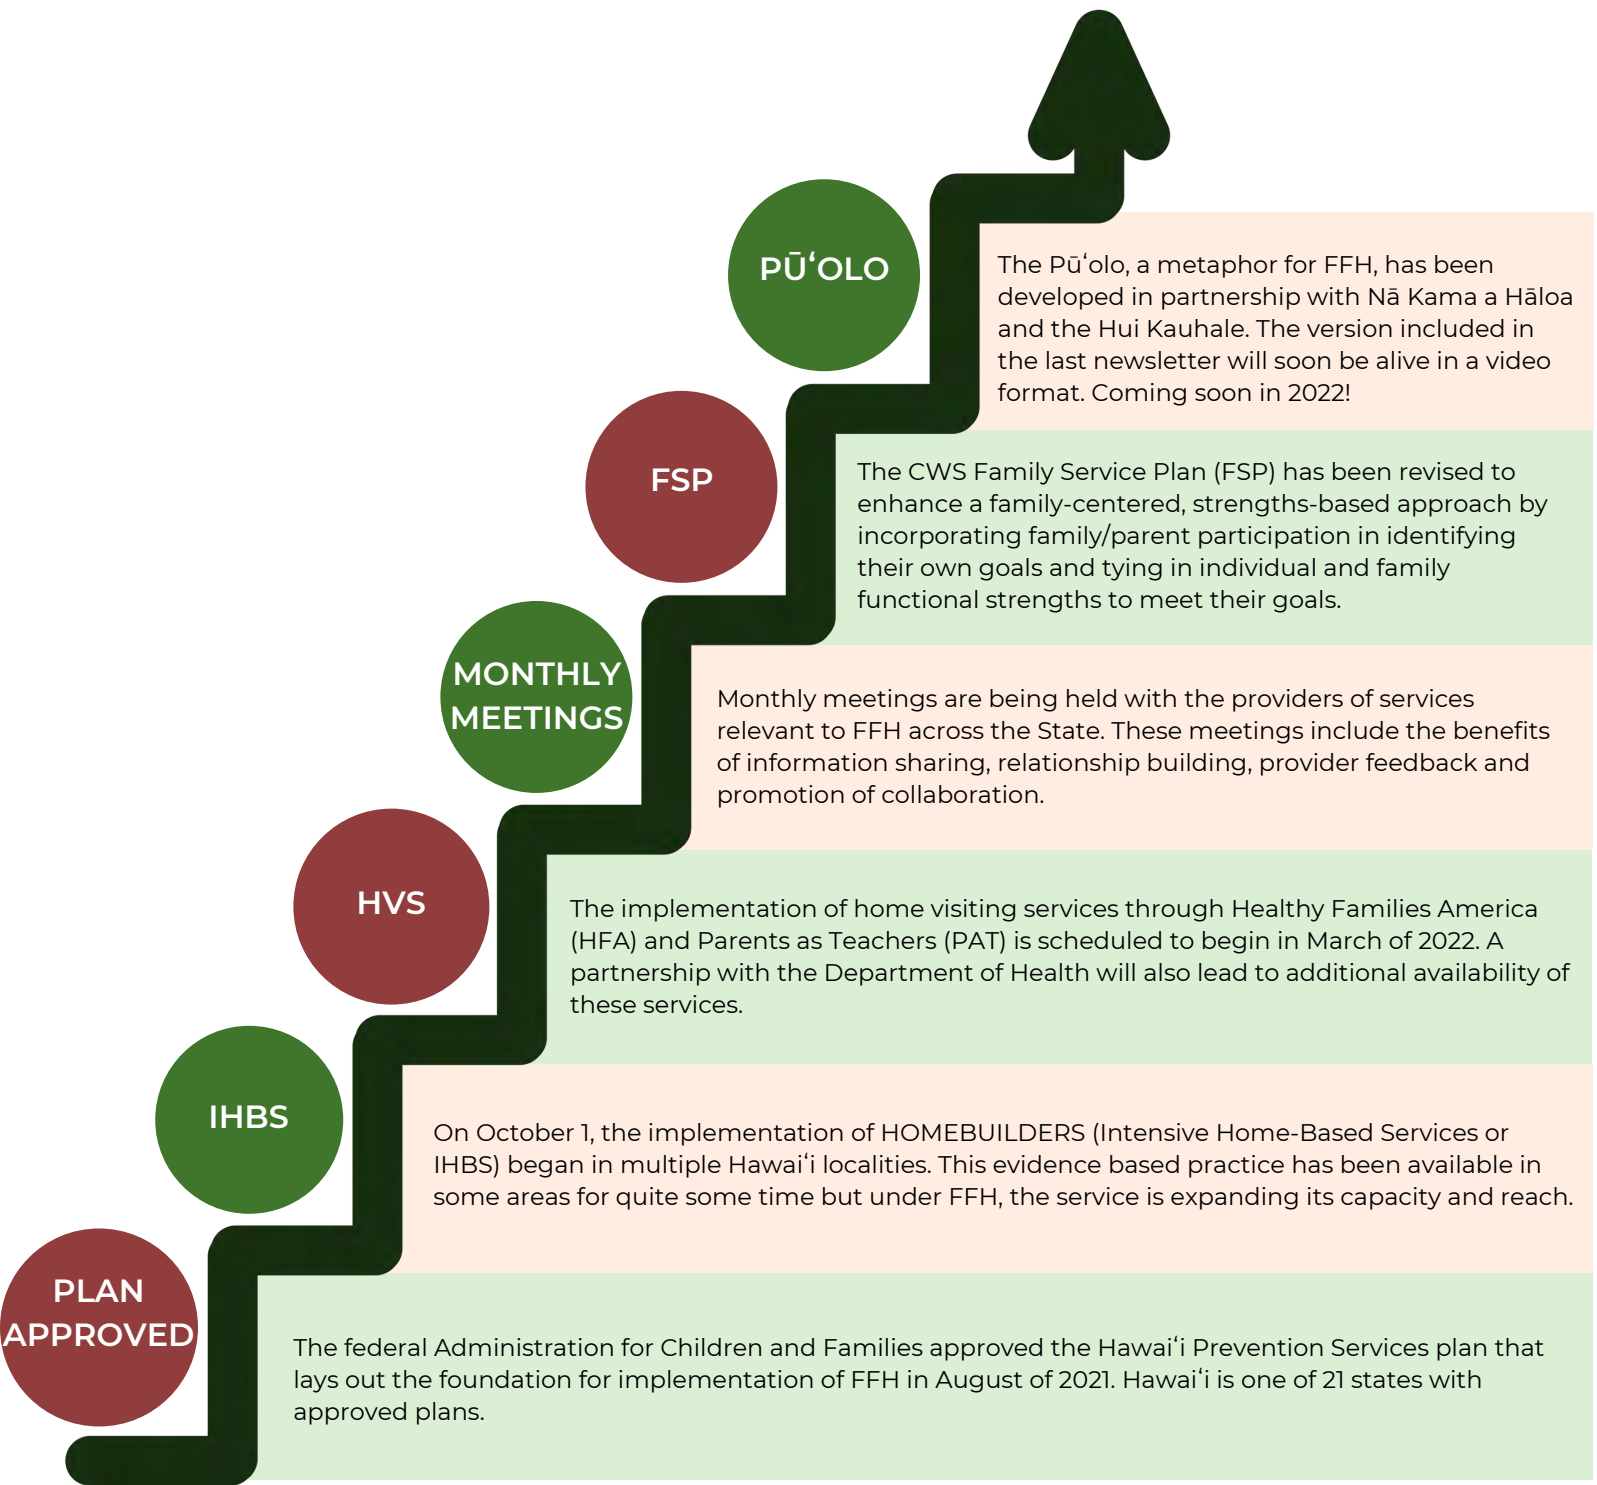 PŪʻOLO
The Pūʻolo, a metaphor for FFH, has been
developed in partnership with Nā Kama a Hāloa
and the Hui Kauhale. The version included in
the last newsletter will soon be alive in a video
format. Coming soon in 2022!
FSP
The CWS Family Service Plan (FSP) has been revised to
enhance a family-centered, strengths-based approach by
incorporating family/parent participation in identifying
their own goals and tying in individual and family
functional strengths to meet their goals.
MONTHLY
MEETINGS
Monthly meetings are being held with the providers of services
relevant to FFH across the State. These meetings include the benefits
of information sharing, relationship building, provider feedback and
promotion of collaboration.
HVS
The implementation of home visiting services through Healthy Families America
(HFA) and Parents as Teachers (PAT) is scheduled to begin in March of 2022. A
partnership with the Department of Health will also lead to additional availability of
these services.
IHBS
On October 1, the implementation of HOMEBUILDERS (Intensive Home-Based Services or
IHBS) began in multiple Hawaiʻi localities. This evidence based practice has been available in
some areas for quite some time but under FFH, the service is expanding its capacity and reach.
PLAN
APPROVED
The federal Administration for Children and Families approved the Hawaiʻi Prevention Services plan that
lays out the foundation for implementation of FFH in August of 2021. Hawaiʻi is one of 21 states with
approved plans.